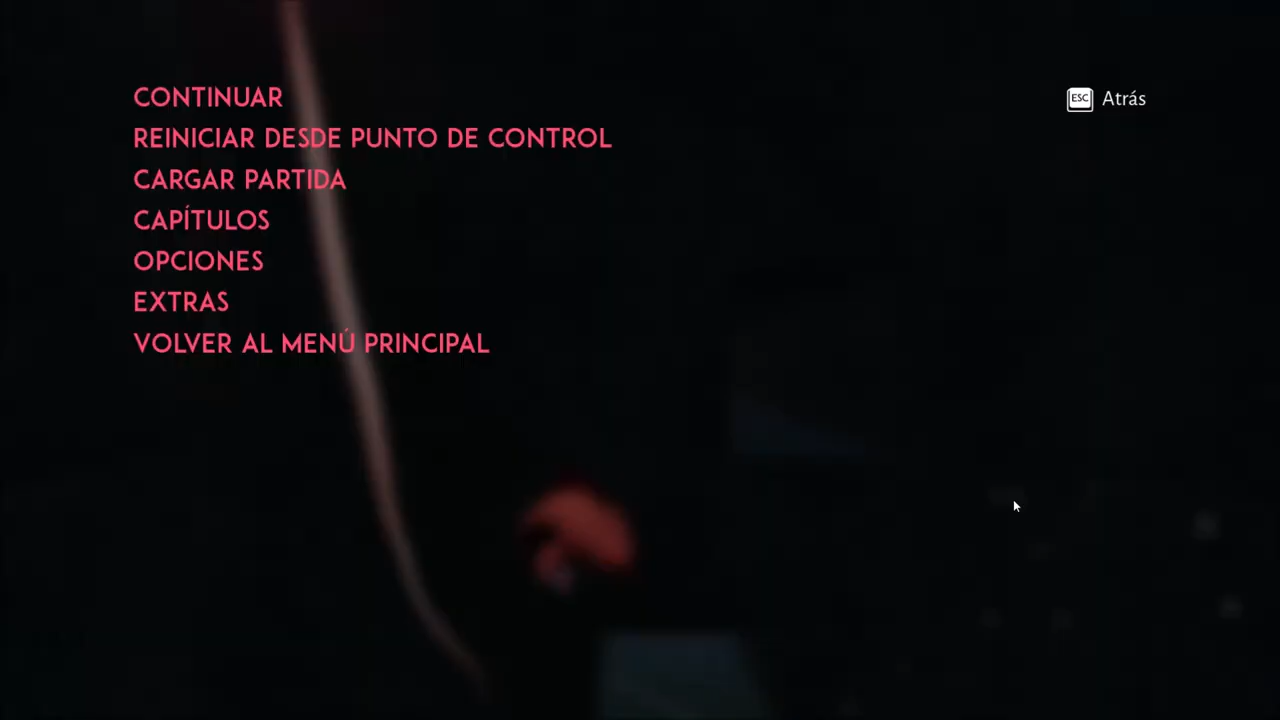 CONTINUAR
ESC Atrás
REINICIAR DESDE PUNTO DE CONTROL
CARGAR PARTIDA
CAPÍTULOS
OPCIONES
EXTRAS
VOLVER AL MENÚ PRINCIPAL